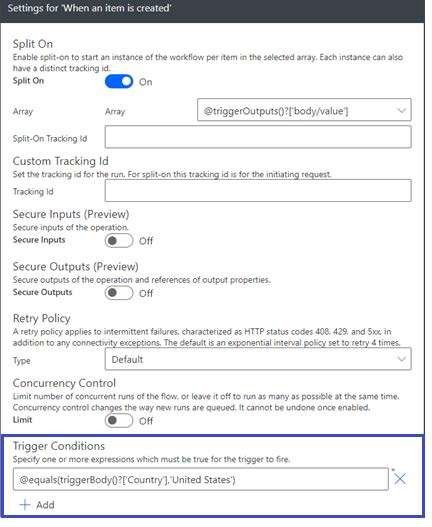 Settings for 'When an item is created'
Split On
Enable split-on to start an instance of the workflow per item in the selected array. Each instance can also
have a distinct tracking id.
Split On On
Array Array @triggerOutputs()?['body/value']
Split-On Tracking Id
Custom Tracking Id
Set the tracking id for the run. For split-on this tracking id is for the initiating request.
Tracking Id
Secure Inputs (Preview)
Secure inputs of the operation.
Secure Inputs Off
Secure Outputs (Preview)
Secure outputs of the operation and references of output properties.
Secure Outputs Off
Retry Policy
A retry policy applies to intermittent failures, characterized as HTTP status codes 408, 429, and 5xx, in
addition to any connectivity exceptions. The default is an exponential interval policy set to retry 4 times.
Type Default
Concurrency Control
Limit number of concurrent runs of the flow, or leave it off to run as many as possible at the same time.
Concurrency control changes the way new runs are queued. It cannot be undone once enabled.
Limit Off
Trigger Conditions
Specify one or more expressions which must be true for the trigger to fire.
@equals(triggerBody()?['Country'],'United States')
+ Add